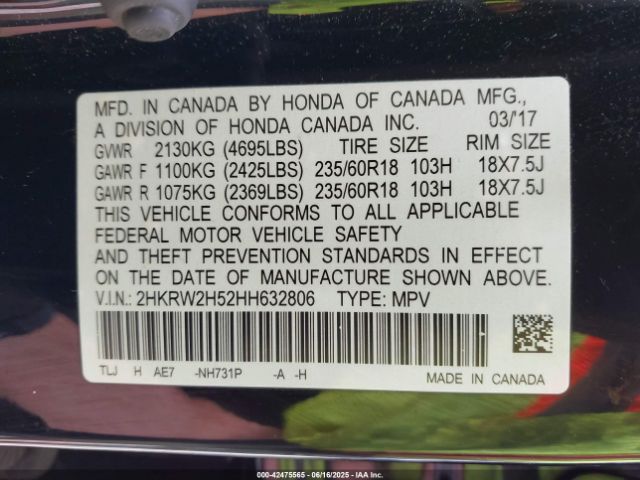 MFD. IN CANADA BY HONDA OF CANADA MFG.,
A DIVISION OF HONDA CANADA INC. 03/17
GVWR 2130KG (4695LBS) TIRE SIZE RIM SIZE
GAWR F 1100KG (2425LBS) 235/60R18 103H 18X7.5J
GAWR R 1075KG (2369LBS) 235/60R18 103H 18X7.5J
THIS VEHICLE CONFORMS TO ALL APPLICABLE
FEDERAL MOTOR VEHICLE SAFETY
AND THEFT PREVENTION STANDARDS IN EFFECT
ON THE DATE OF MANUFACTURE SHOWN ABOVE.
V.I.N.: 2HKRW2H52HH632806 TYPE: MPV
TLJ H AE7 -NH731P -A -H
MADE IN CANADA
000-42475565 - 06/16/2025 - IAA Inc.